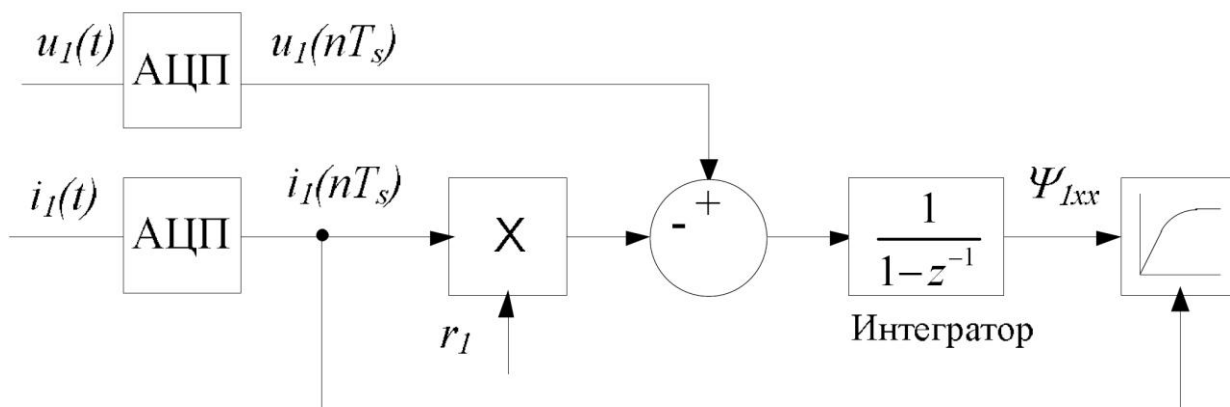 u₁(t)
АЦП
u₁(nTₛ)
i₁(t)
АЦП
i₁(nTₛ)
X
r₁
+
-
1
1−z⁻¹
Интегратор
Ψ₁ₓₓ